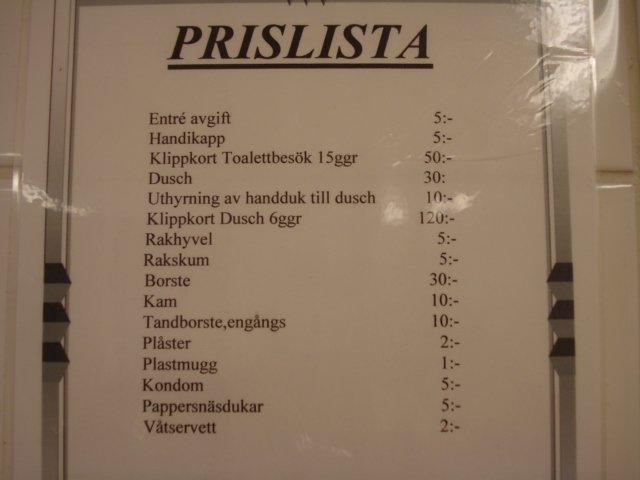 PRISLISTA
Entré avgift 5:-
Handikapp 5:-
Klippkort Toalettbesök 15ggr 50:-
Dusch 30:
Uthyrning av handduk till dusch 10:-
Klippkort Dusch 6ggr 120:-
Rakhyvel 5:-
Rakskum 5:-
Borste 30:-
Kam 10:-
Tandborste,engångs 10:-
Plåster 2:-
Plastmugg 1:-
Kondom 5:-
Pappersnäsdukar 5:-
Våtservett 2:-